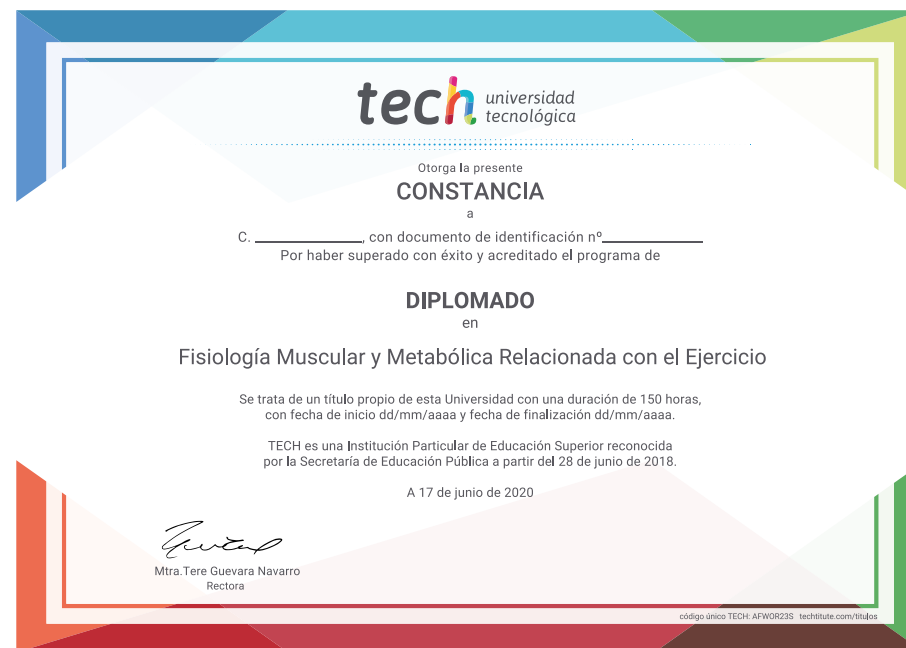 tech universidad
tecnológica
Otorga la presente
CONSTANCIA
a
C. ____________, con documento de identificación nº____________
Por haber superado con éxito y acreditado el programa de
DIPLOMADO
en
Fisiología Muscular y Metabólica Relacionada con el Ejercicio
Se trata de un título propio de esta Universidad con una duración de 150 horas,
con fecha de inicio dd/mm/aaaa y fecha de finalización dd/mm/aaaa.
TECH es una Institución Particular de Educación Superior reconocida
por la Secretaría de Educación Pública a partir del 28 de junio de 2018.
A 17 de junio de 2020
Mtra.Tere Guevara Navarro
Rectora
código único TECH: AFWOR23S techtitute.com/titulos